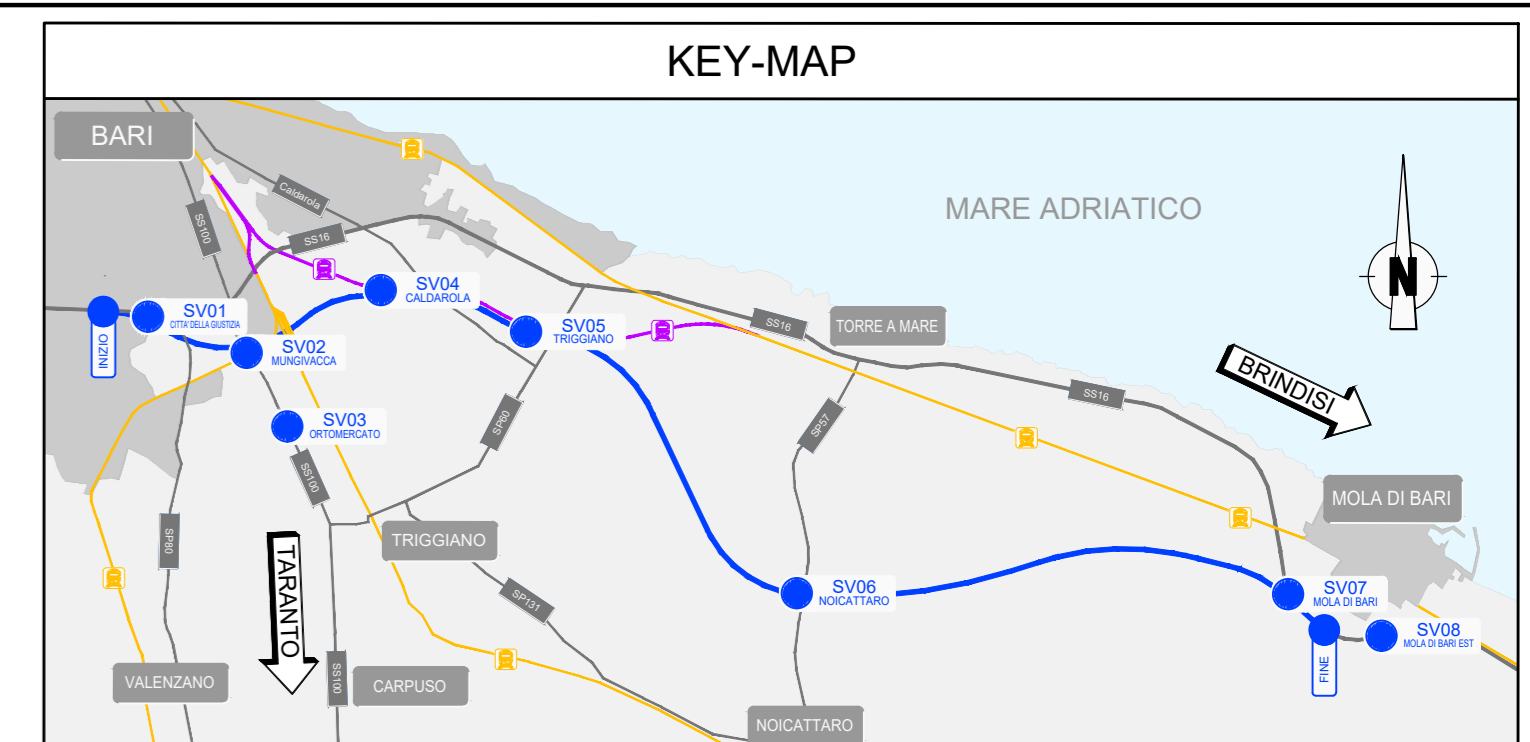 KEY-MAP
BARI
Caldarola
MARE ADRIATICO
SS100
SS16
N
SV04
CALDAROLA
SV01
CITTA' DELLA GIUSTIZIA
SV05
TRIGGIANO
SS16
TORRE A MARE
INIZIO
SV02
MUNGIVACCA
BRINDISI
SS16
SV03
ORTOMERCATO
SP60
SP57
SS100
MOLA DI BARI
SP80
TRIGGIANO
TARANTO
SV06
NOICATTARO
SV07
MOLA DI BARI
SP131
SV08
MOLA DI BARI EST
FINE
VALENZANO
SS100
CARPUSO
NOICATTARO